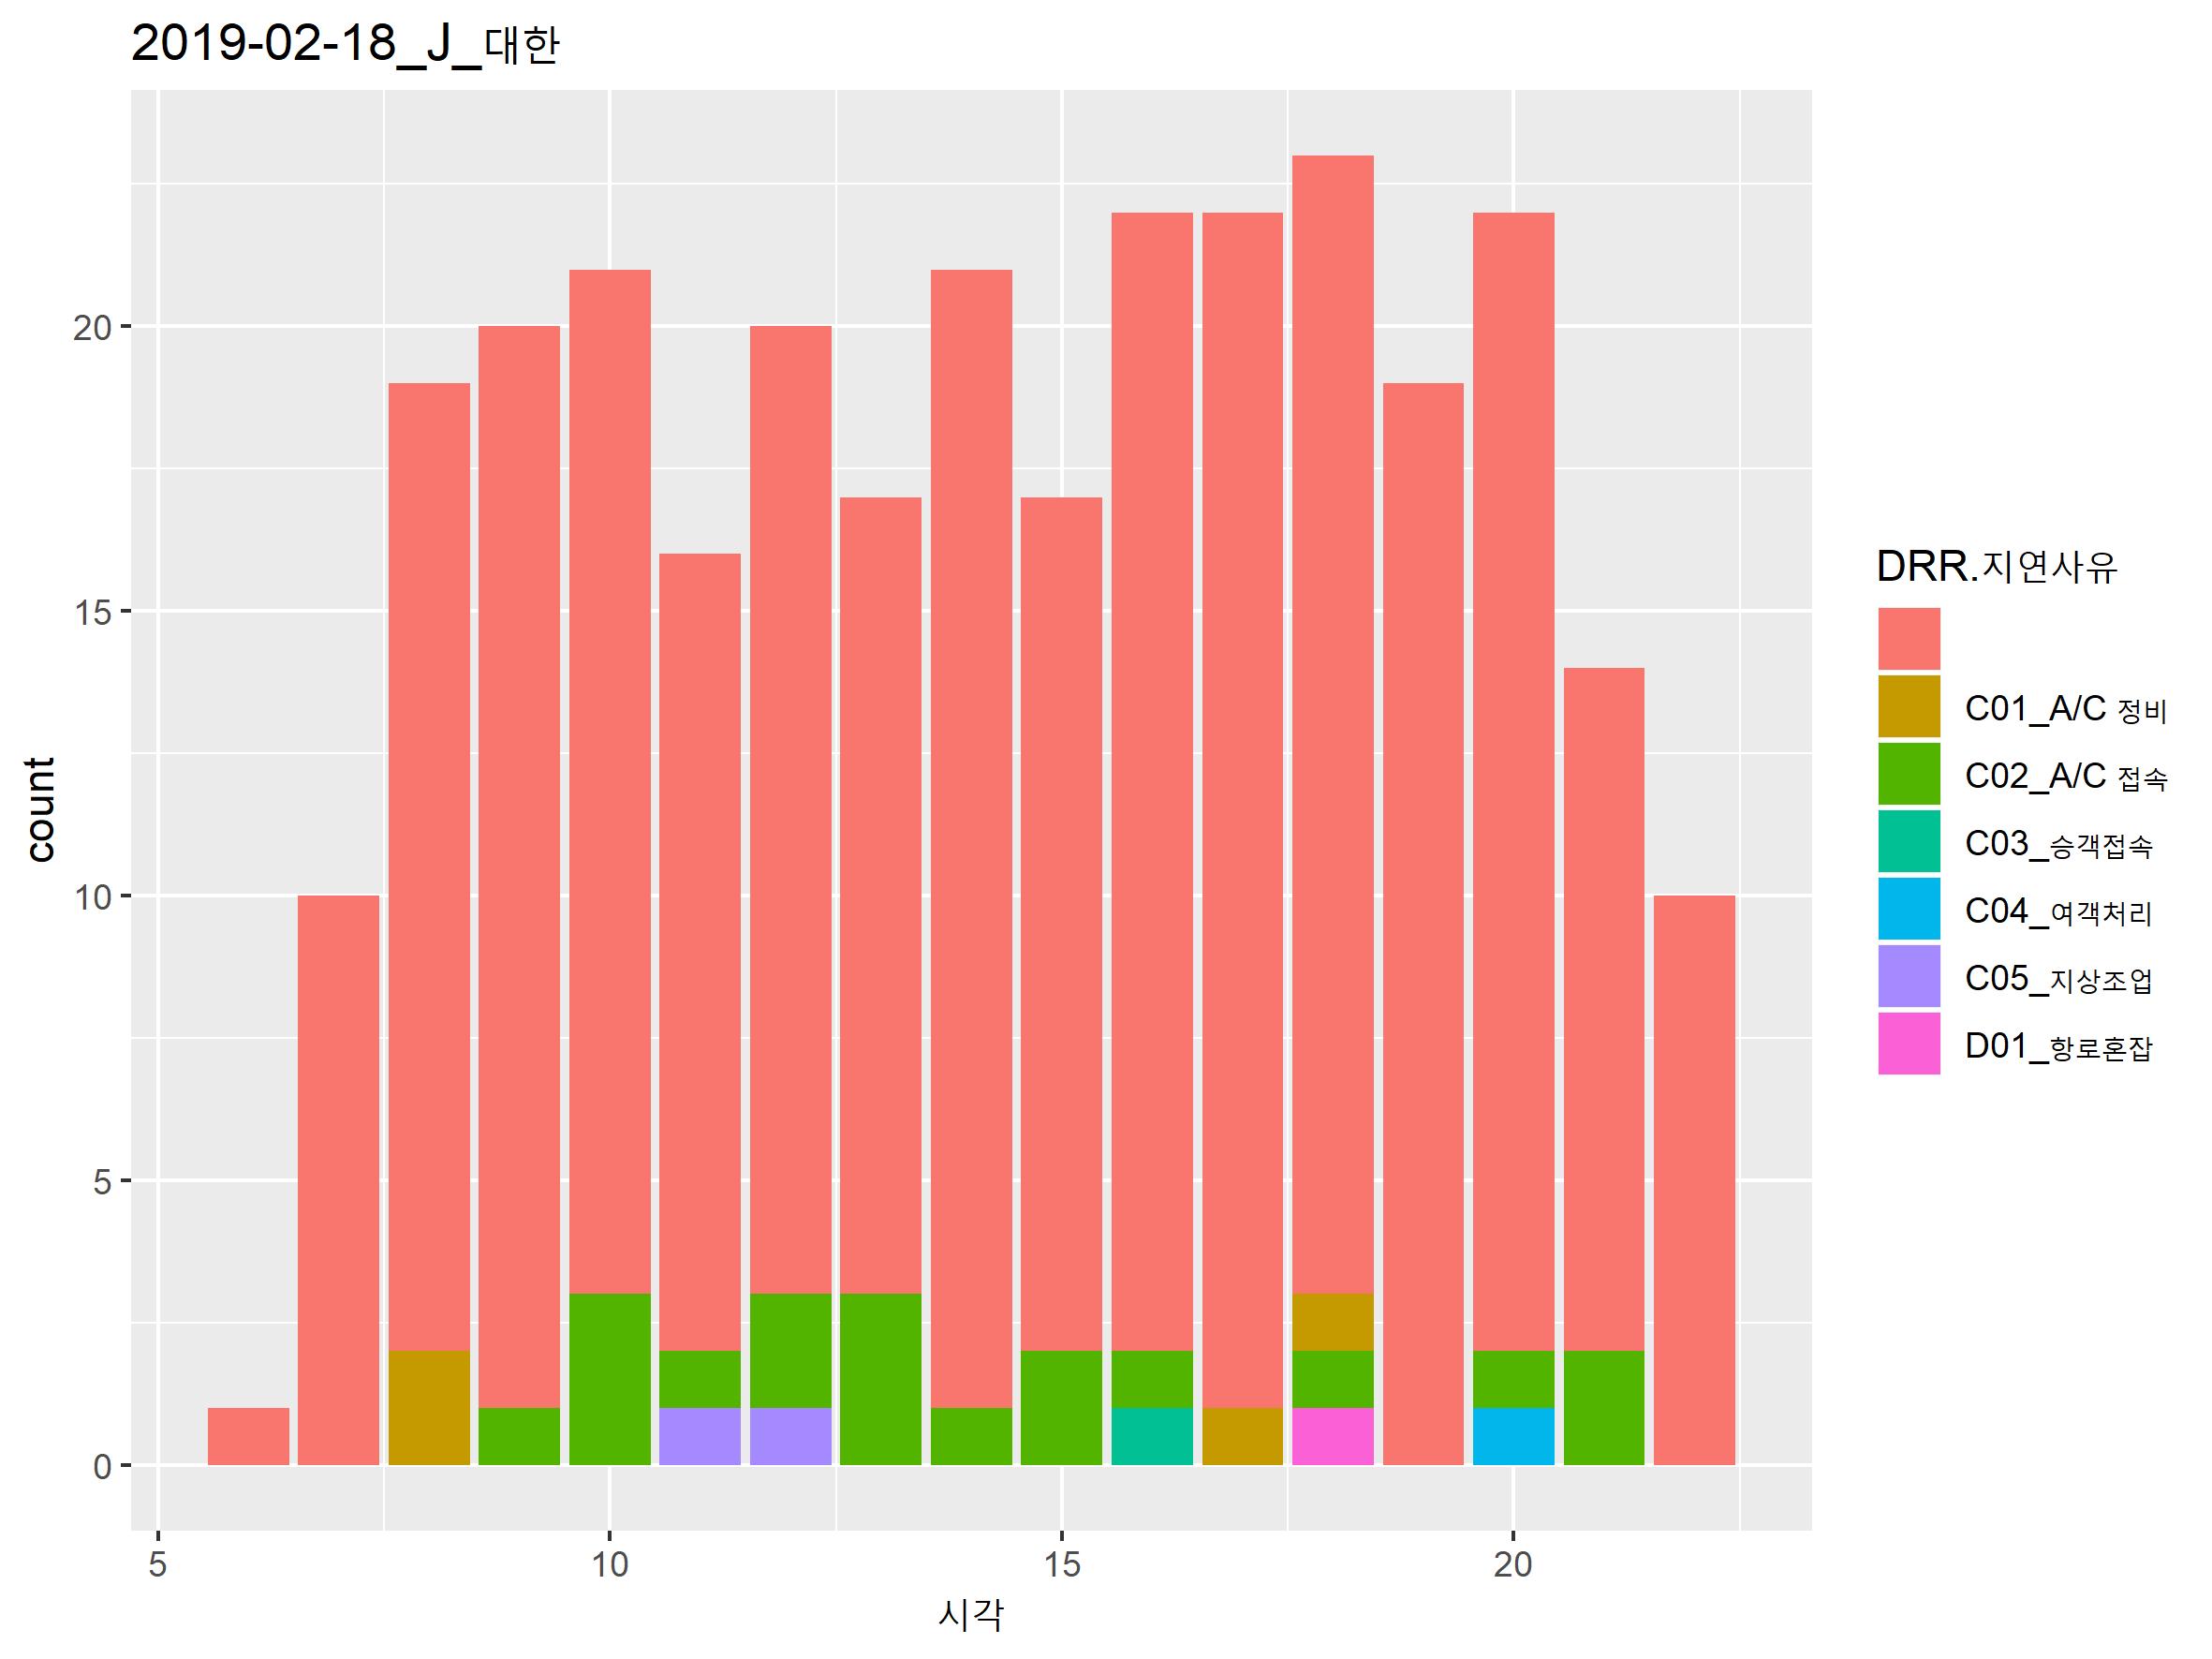 2019-02-18_J_대한
count
20
15
10
5
0
5 10 15 20
시각
DRR.지연사유
C01_A/C 정비
C02_A/C 접속
C03_승객접속
C04_여객처리
C05_지상조업
D01_항로혼잡